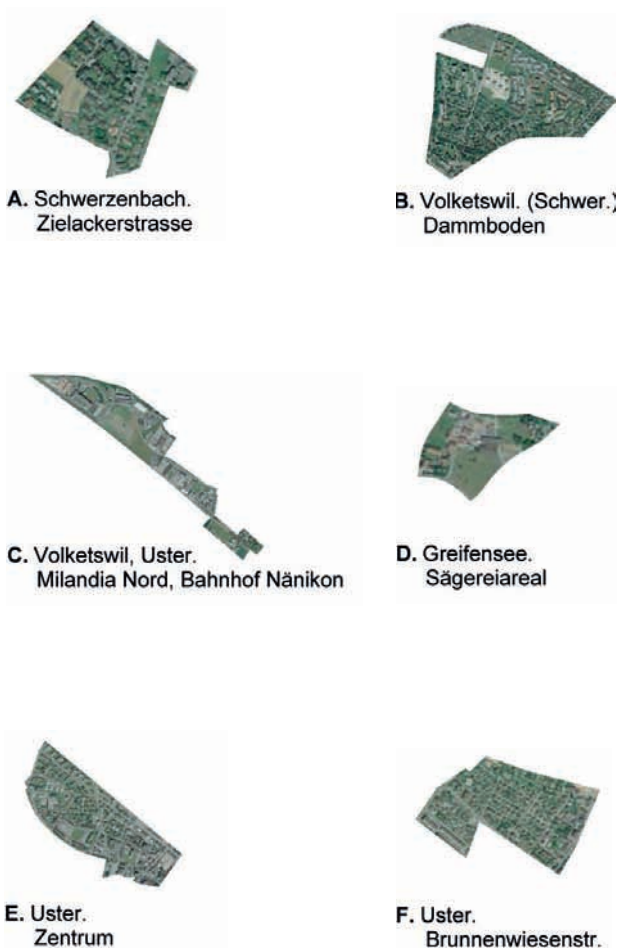 A. Schwerzenbach.
Zielackerstrasse
B. Volketswil. (Schwer.)
Dammboden
C. Volketswil, Uster.
Milandia Nord, Bahnhof Nänikon
D. Greifensee.
Sägereiareal
E. Uster.
Zentrum
F. Uster.
Brunnenwiesenstr.